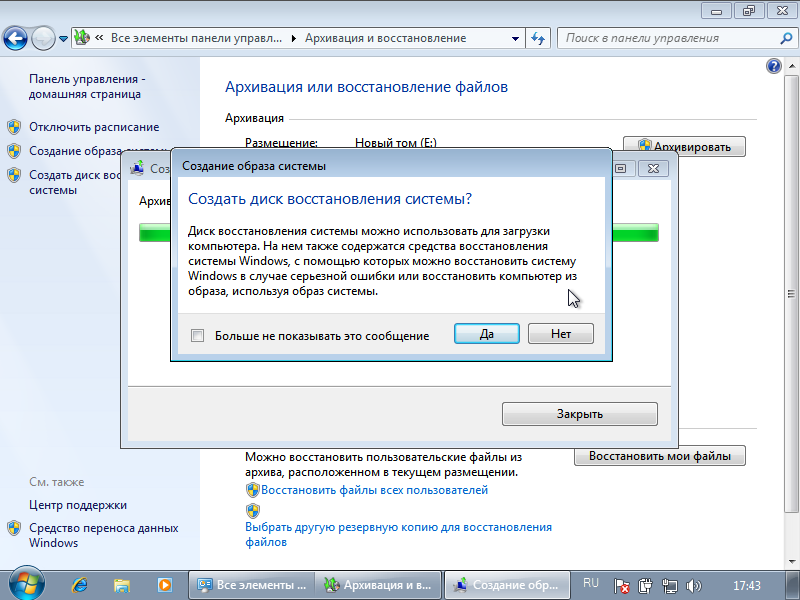 Все элементы панели управл...
Архивация и восстановление
Поиск в панели управления
Панель управления -
домашняя страница
Отключить расписание
Создание образа системы
Создать диск вос
системы
Архивация или восстановление файлов
Архивация
Размещение:
Новый том (E:)
Архивировать
Соз
Архив
Создание образа системы
Создать диск восстановления системы?
Диск восстановления системы можно использовать для загрузки
компьютера. На нем также содержатся средства восстановления
системы Windows, с помощью которых можно восстановить систему
Windows в случае серьезной ошибки или восстановить компьютер из
образа, используя образ системы.
Больше не показывать это сообщение
Да
Нет
Закрыть
Можно восстановить пользовательские файлы из
архива, расположенном в текущем размещении.
Восстановить мои файлы
Восстановить файлы всех пользователей
Выбрать другую резервную копию для восстановления
файлов
См. также
Центр поддержки
Средство переноса данных
Windows
Все элементы ...
Архивация и в...
Создание обр...
RU
17:43